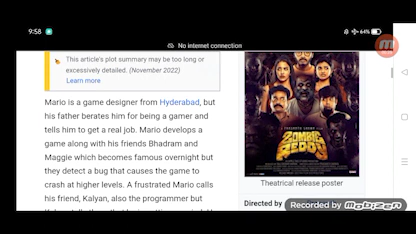 9:58
64%
No internet connection
This article's plot summary may be too long or
excessively detailed. (November 2022)
Learn more
Mario is a game designer from Hyderabad, but
his father berates him for being a gamer and
tells him to get a real job. Mario develops a
game along with his friends Bhadram and
Maggie which becomes famous overnight but
they detect a bug that causes the game to
crash at higher levels. A frustrated Mario calls
his friend, Kalyan, also the programmer but
A PRASANTH VARMA
ZOMBIE
REDDY
Theatrical release poster
Directed by
Recorded by
MOBIZEN